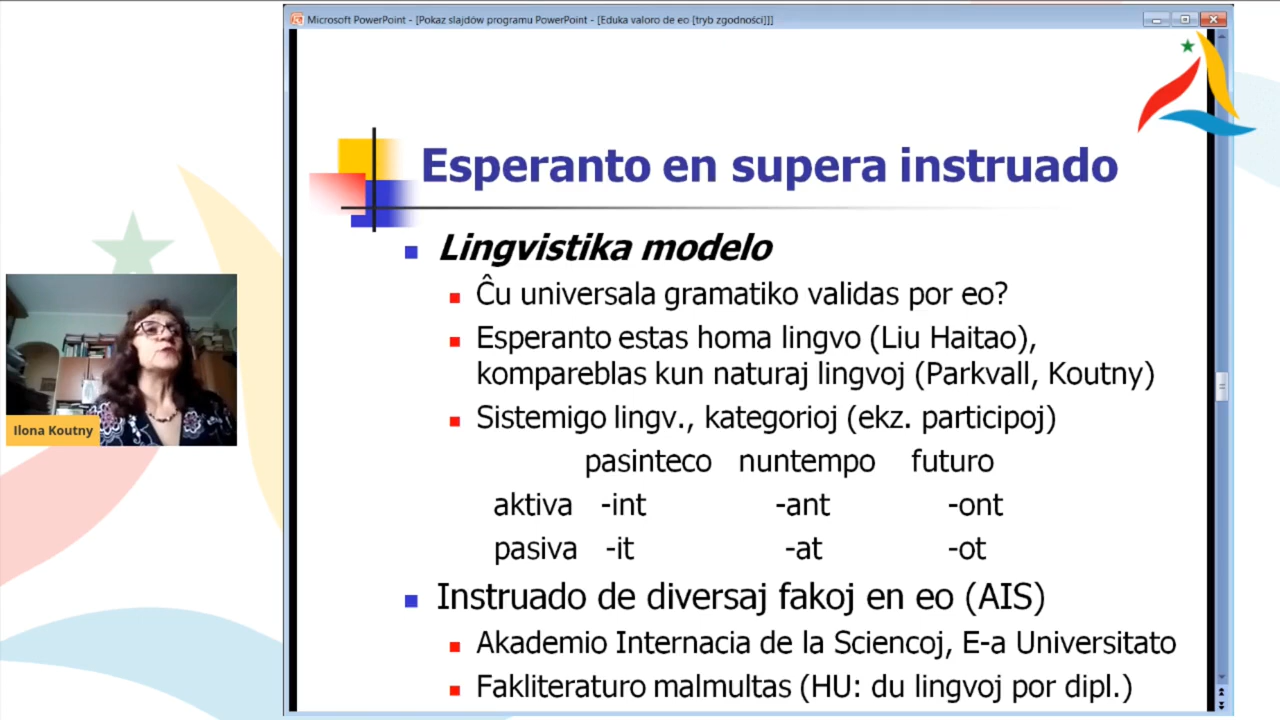 Microsoft PowerPoint - [Pokaz slajdów programu PowerPoint - [Eduka valoro de eo [tryb zgodności]]]
Esperanto en supera instruado
Lingvistika modelo
Ĉu universala gramatiko validas por eo?
Esperanto estas homa lingvo (Liu Haitao),
kompareblas kun naturaj lingvoj (Parkvall, Koutny)
Sistemigo lingv., kategorioj (ekz. participoj)
pasinteco nuntempo futuro
aktiva -int -ant -ont
pasiva -it -at -ot
Instruado de diversaj fakoj en eo (AIS)
Akademio Internacia de la Sciencoj, E-a Universitato
Fakliteraturo malmultas (HU: du lingvoj por dipl.)
Ilona Koutny